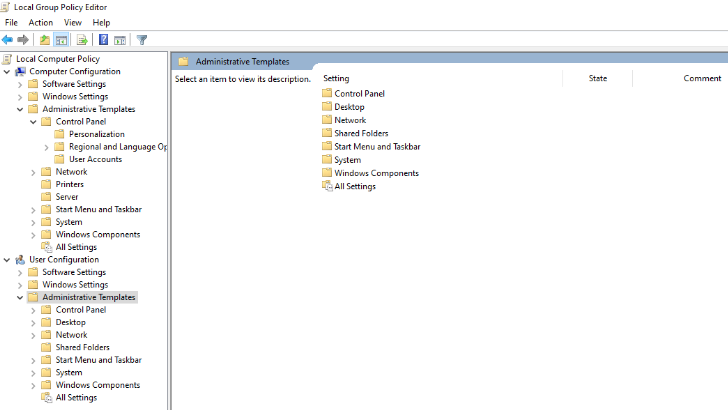 Local Group Policy Editor
File Action View Help
Local Computer Policy
Computer Configuration
Software Settings
Windows Settings
Administrative Templates
Control Panel
Personalization
Regional and Language Op
User Accounts
Network
Printers
Server
Start Menu and Taskbar
System
Windows Components
All Settings
User Configuration
Software Settings
Windows Settings
Administrative Templates
Control Panel
Desktop
Network
Shared Folders
Start Menu and Taskbar
System
Windows Components
All Settings
Administrative Templates
Select an item to view its description.
Setting State Comment
Control Panel
Desktop
Network
Shared Folders
Start Menu and Taskbar
System
Windows Components
All Settings